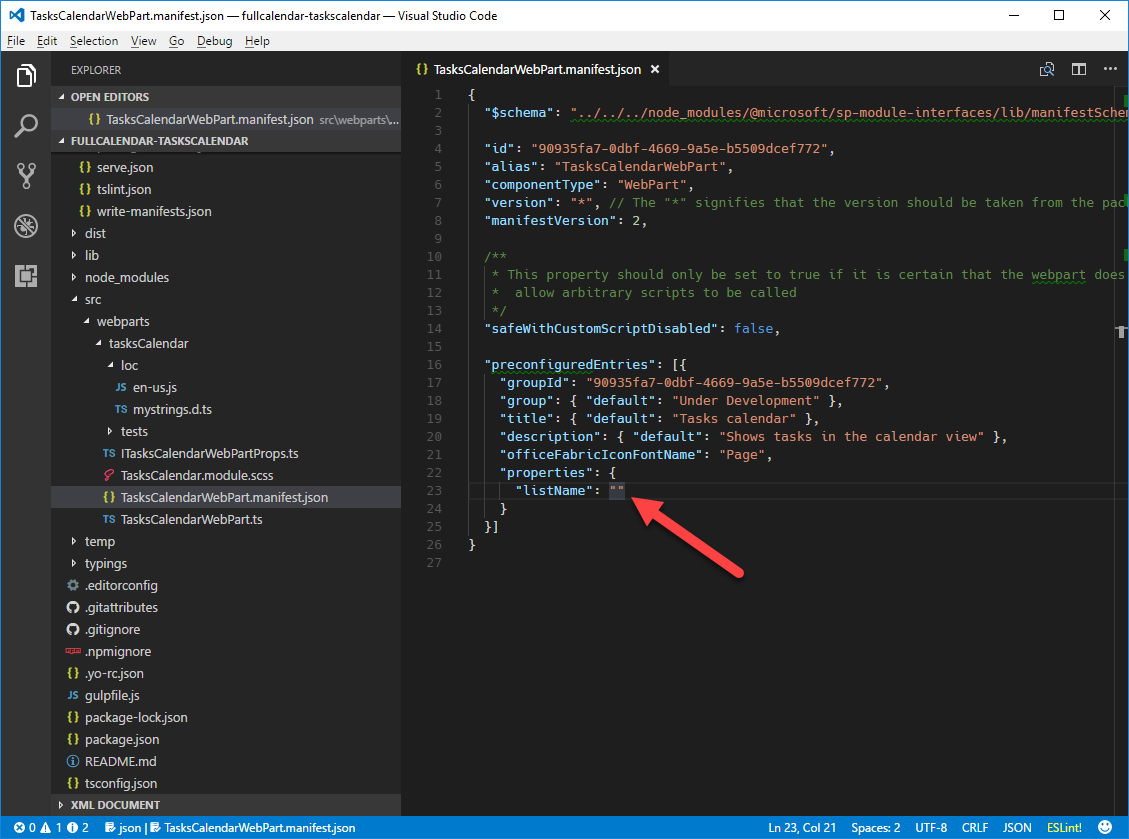 TasksCalendarWebPart.manifest.json — fullcalendar-taskscalendar — Visual Studio Code
File Edit Selection View Go Debug Help
EXPLORER
OPEN EDITORS
{} TasksCalendarWebPart.manifest.json src\webparts\...
FULLCALENDAR-TASKSCALENDAR
{} serve.json
{} tslint.json
{} write-manifests.json
dist
lib
node_modules
src
webparts
tasksCalendar
loc
JS en-us.js
TS mystrings.d.ts
tests
TS ITasksCalendarWebPartProps.ts
TasksCalendar.module.scss
{} TasksCalendarWebPart.manifest.json
TS TasksCalendarWebPart.ts
temp
typings
.editorconfig
.gitattributes
.gitignore
npm .npmignore
{} .yo-rc.json
JS gulpfile.js
{} package-lock.json
{} package.json
README.md
{} tsconfig.json
XML DOCUMENT
{} TasksCalendarWebPart.manifest.json
1 {
2 "$schema": "../../../node_modules/@microsoft/sp-module-interfaces/lib/manifestSchem
3
4 "id": "90935fa7-0dbf-4669-9a5e-b5509dcef772",
5 "alias": "TasksCalendarWebPart",
6 "componentType": "WebPart",
7 "version": "*", // The "*" signifies that the version should be taken from the pac
8 "manifestVersion": 2,
9
10 /**
11 * This property should only be set to true if it is certain that the webpart does
12 * allow arbitrary scripts to be called
13 */
14 "safeWithCustomScriptDisabled": false,
15
16 "preconfiguredEntries": [{
17 "groupId": "90935fa7-0dbf-4669-9a5e-b5509dcef772",
18 "group": { "default": "Under Development" },
19 "title": { "default": "Tasks calendar" },
20 "description": { "default": "Shows tasks in the calendar view" },
21 "officeFabricIconFontName": "Page",
22 "properties": {
23 "listName": ""
24 }
25 }]
26 }
27
0 1 2 json | TasksCalendarWebPart.manifest.json Ln 23, Col 21 Spaces: 2 UTF-8 CRLF JSON ESLint!